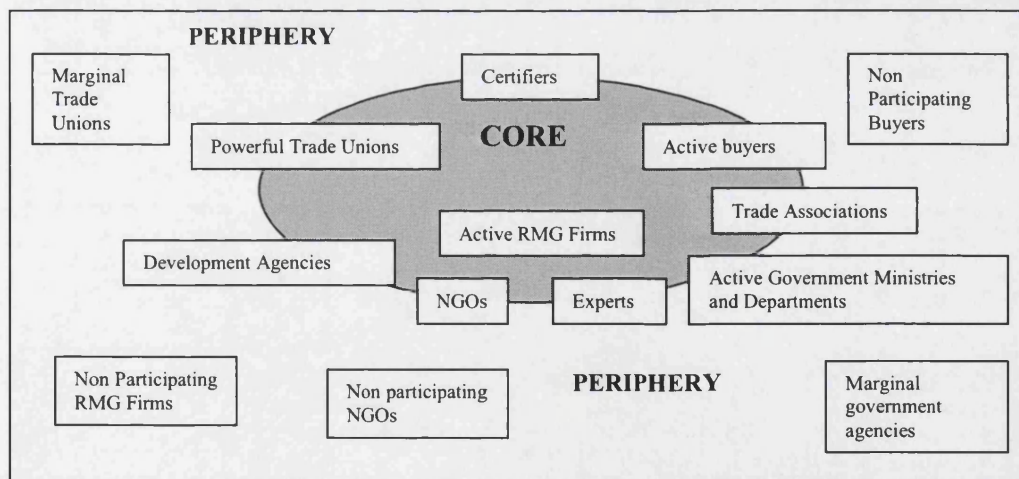 PERIPHERY
Marginal
Trade
Unions
Certifiers
Non
Participating
Buyers
Powerful Trade Unions
CORE
Active buyers
Trade Associations
Active RMG Firms
Development Agencies
Active Government Ministries
and Departments
NGOs
Experts
Non Participating
RMG Firms
Non participating
NGOs
PERIPHERY
Marginal
government
agencies